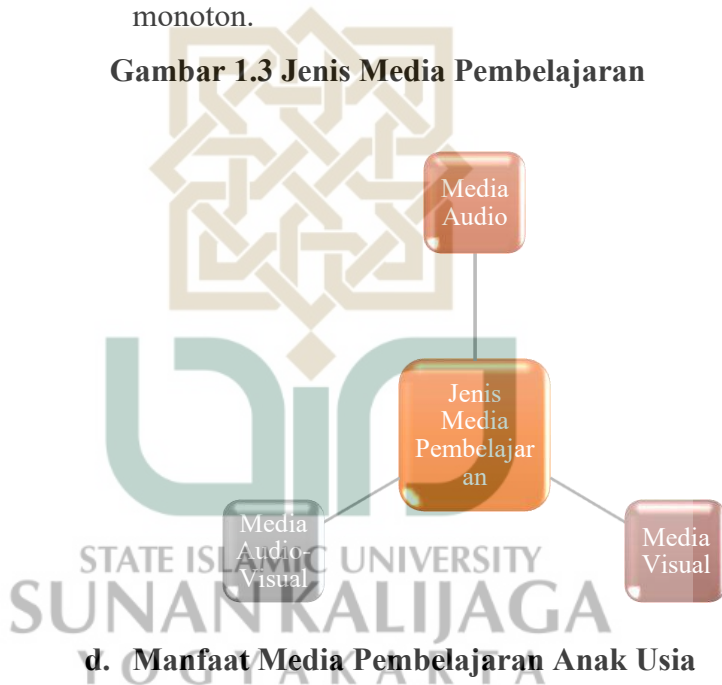 monoton.
Gambar 1.3 Jenis Media Pembelajaran
Media
Audio
Jenis
Media
Pembelajar
an
Media
Audio-
Visual
Media
Visual
STATE ISLAMIC UNIVERSITY
SUNAN KALIJAGA
d. Manfaat Media Pembelajaran Anak Usia
YOGYAKARTA